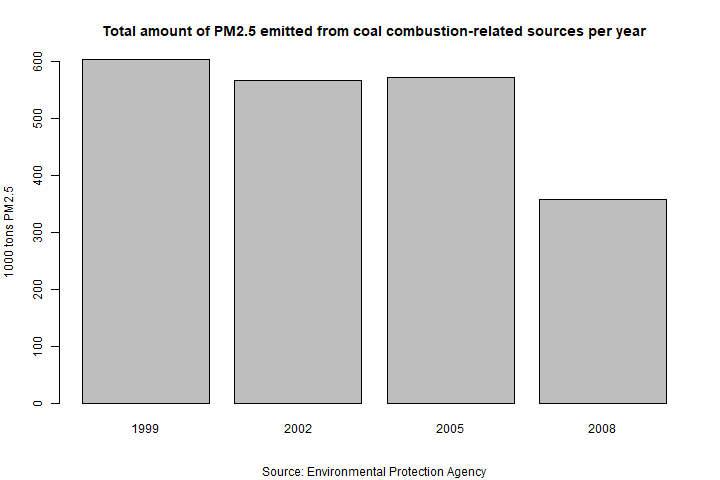 Total amount of PM2.5 emitted from coal combustion-related sources per year
1000 tons PM2.5
600
500
400
300
200
100
0
1999 2002 2005 2008
Source: Environmental Protection Agency